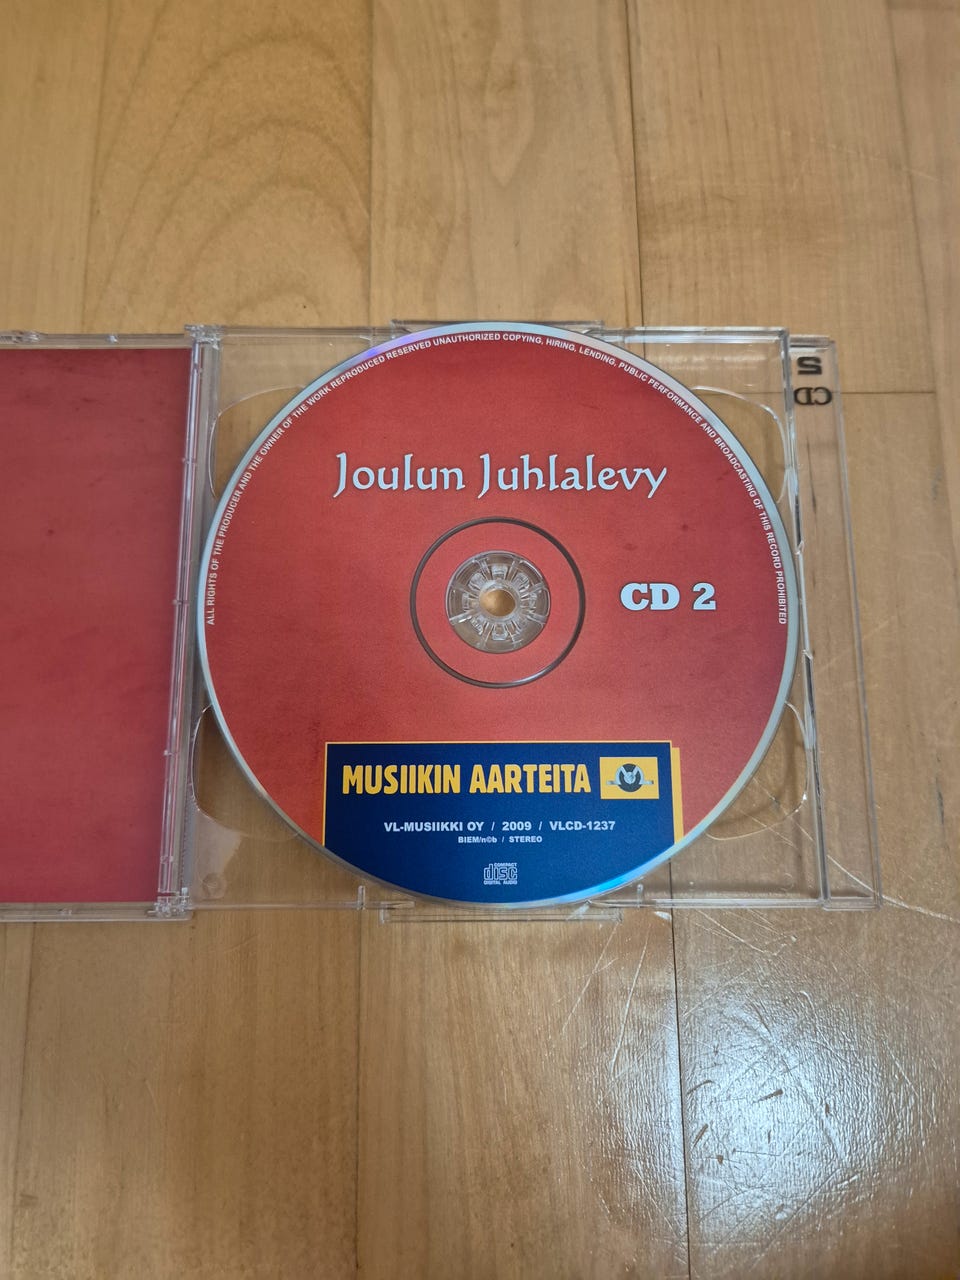 ALL RIGHTS OF THE PRODUCER AND THE OWNER OF THE WORK REPRODUCED RESERVED UNAUTHORIZED COPYING, HIRING, LENDING, PUBLIC PERFORMANCE AND BROADCASTING OF THIS RECORD PROHIBITED
Joulun Juhlalevy
CD 2
MUSIIKIN AARTEITA
VL-MUSIIKKI OY / 2009 / VLCD-1237
BIEM/n©b / STEREO
COMPACT
disc
DIGITAL AUDIO
CD 2